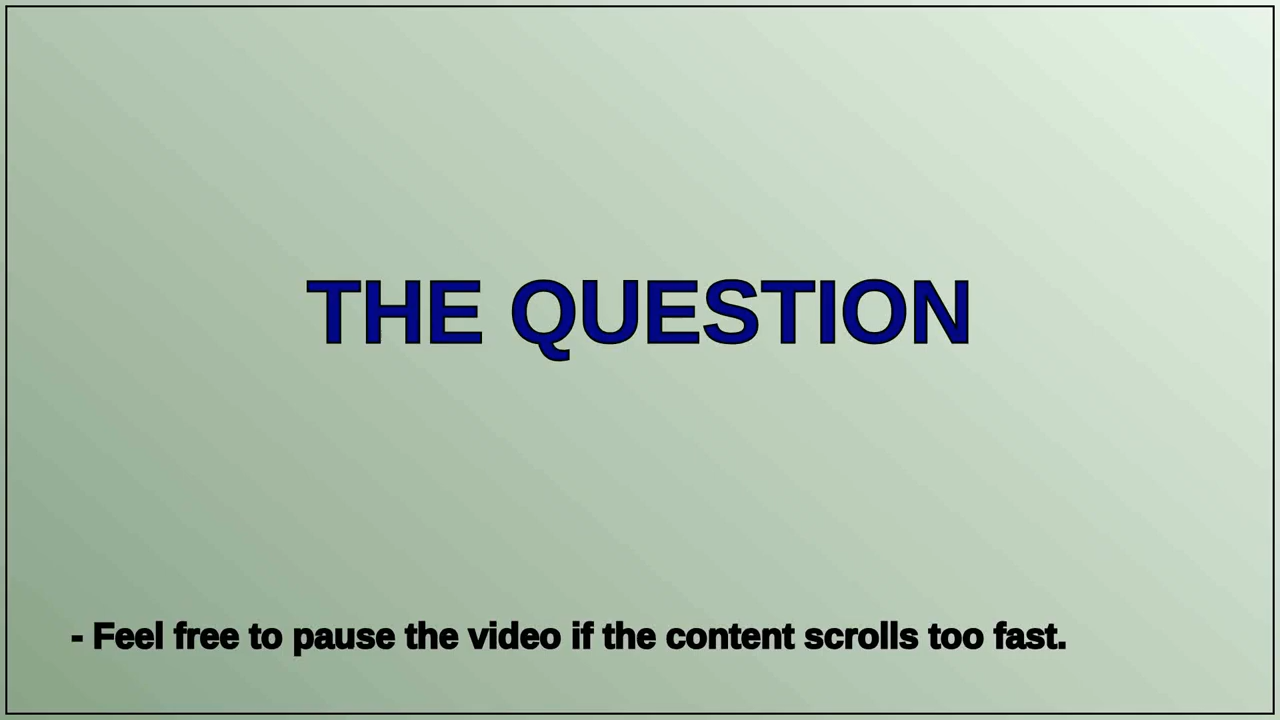 THE QUESTION
- Feel free to pause the video if the content scrolls too fast.